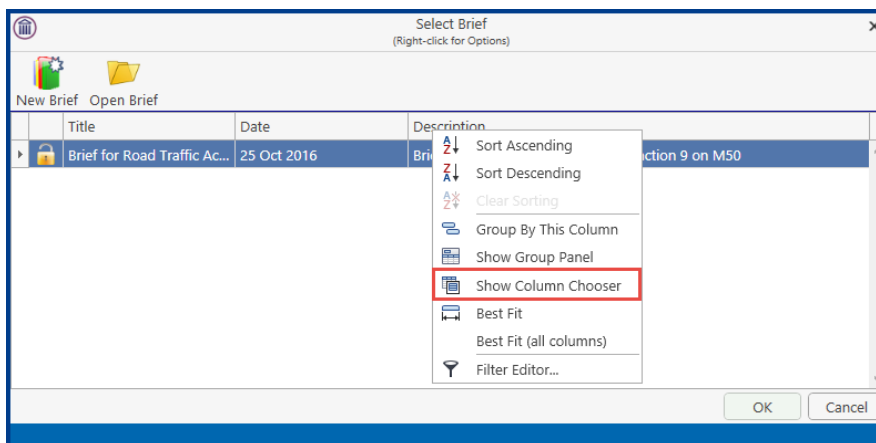 Select Brief
(Right-click for Options)
New Brief Open Brief
Title Date Description
Brief for Road Traffic Ac... 25 Oct 2016 Bri ction 9 on M50
Sort Ascending
Sort Descending
Clear Sorting
Group By This Column
Show Group Panel
Show Column Chooser
Best Fit
Best Fit (all columns)
Filter Editor...
OK Cancel